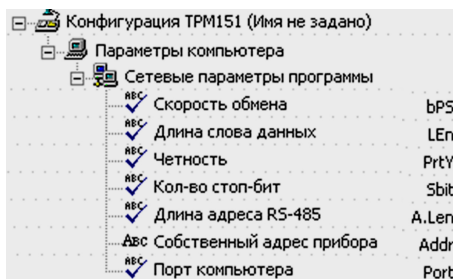 Конфигурация ТРМ151 (Имя не задано)
Параметры компьютера
Сетевые параметры программы
Скорость обмена bPS
Длина слова данных LEn
Четность PrtY
Кол-во стоп-бит Sbit
Длина адреса RS-485 A.Len
Авс Собственный адрес прибора Addr
Порт компьютера Port